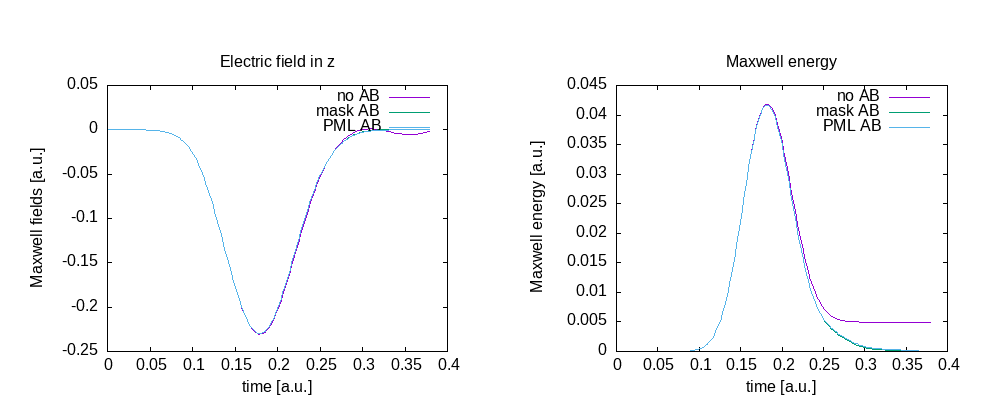 Electric field in z
Maxwell fields [a.u.]
0.05
0
-0.05
-0.1
-0.15
-0.2
-0.25
no AB
mask AB
PML AB
0 0.05 0.1 0.15 0.2 0.25 0.3 0.35 0.4
time [a.u.]
Maxwell energy
Maxwell energy [a.u.]
0.045
0.04
0.035
0.03
0.025
0.02
0.015
0.01
0.005
0
no AB
mask AB
PML AB
0 0.05 0.1 0.15 0.2 0.25 0.3 0.35 0.4
time [a.u.]